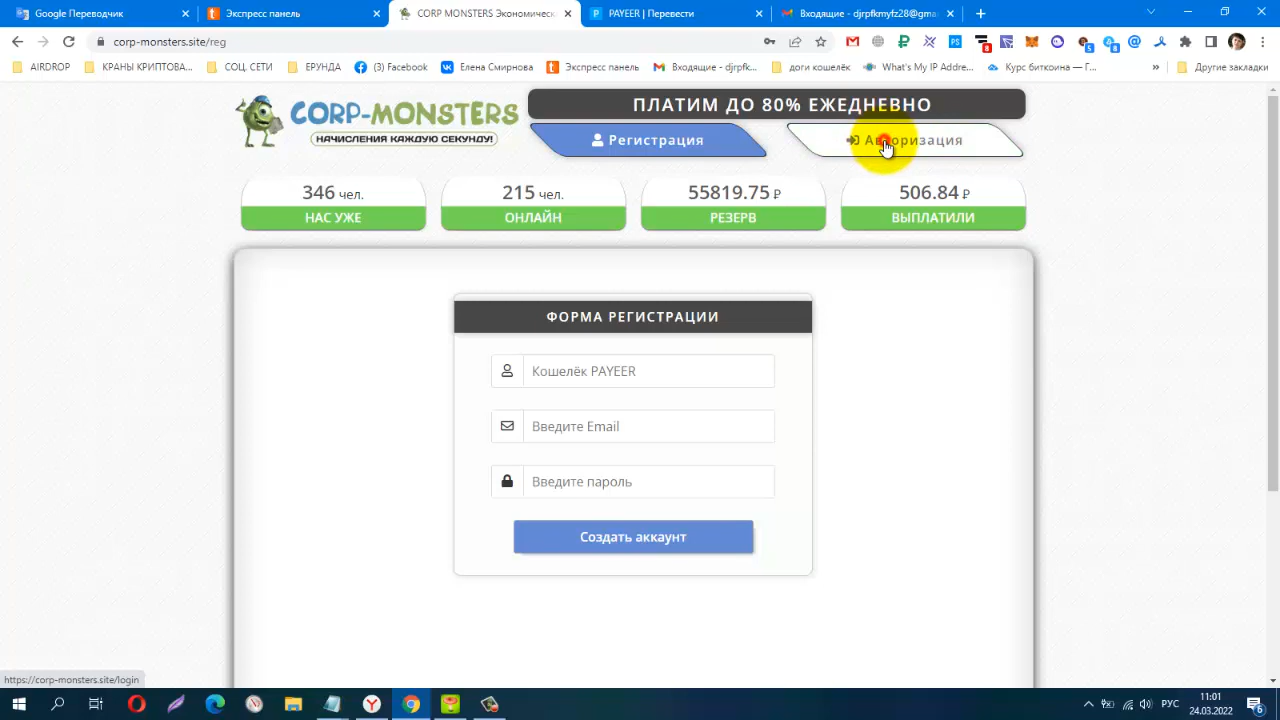 Google Переводчик
Экспресс панель
CORP MONSTERS Экономическ
PAYEER | Перевести
Входящие - djrpfkmyfz28@gma
corp-monsters.site/reg
AIRDROP
КРАНЫ КРИПТОВА...
СОЦ. СЕТИ
ЕРУНДА
(3) Facebook
Елена Смирнова
Экспресс панель
Входящие - djrpfk...
доги кошелёк
What's My IP Addre...
Курс биткоина — Г...
»
Другие закладки
CORP-MONSTERS
НАЧИСЛЕНИЯ КАЖДУЮ СЕКУНДУ!
ПЛАТИМ ДО 80% ЕЖЕДНЕВНО
Регистрация
Авторизация
346 чел.
НАС УЖЕ
215 чел.
ОНЛАЙН
55819.75 ₽
РЕЗЕРВ
506.84 ₽
ВЫПЛАТИЛИ
ФОРМА РЕГИСТРАЦИИ
Кошелёк PAYEER
Введите Email
Введите пароль
Создать аккаунт
https://corp-monsters.site/login
РУС
11:01
24.03.2022